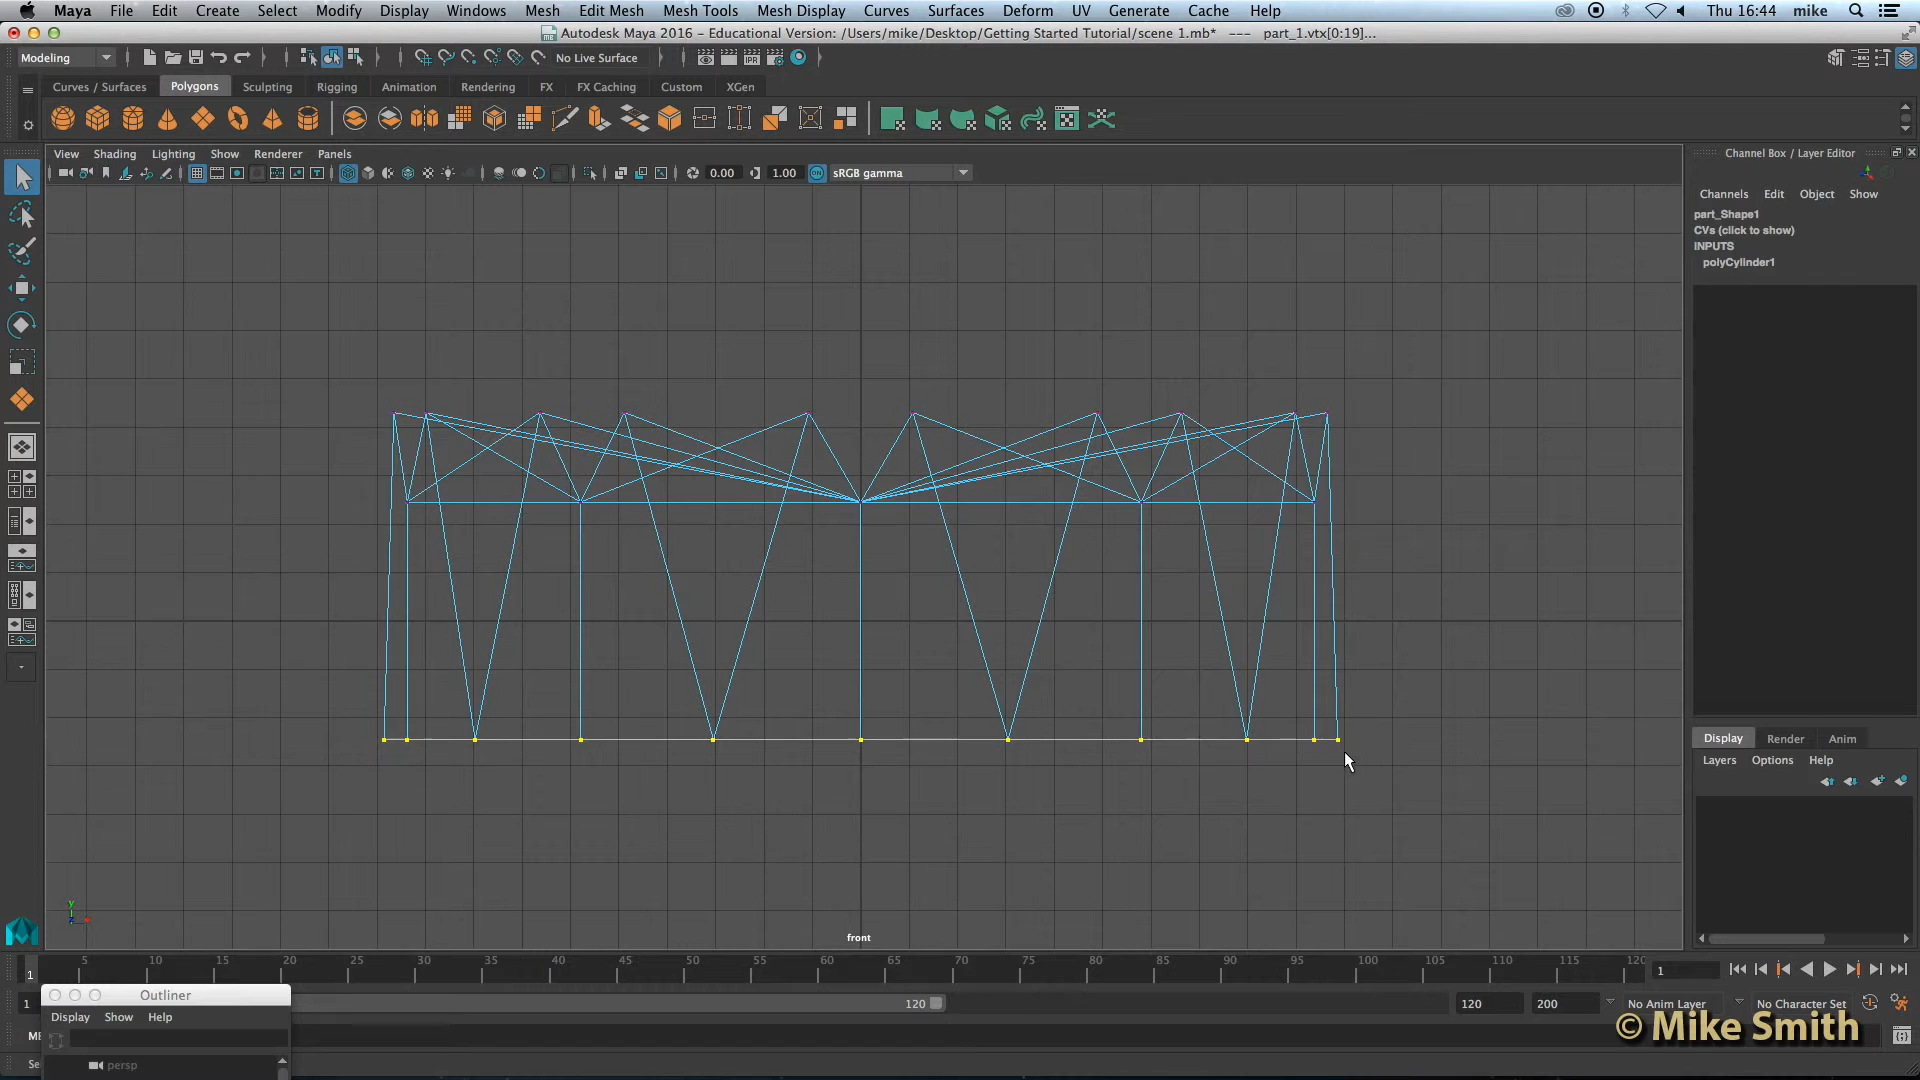 Maya File Edit Create Select Modify Display Windows Mesh Edit Mesh Mesh Tools Mesh Display Curves Surfaces Deform UV Generate Cache Help Thu 16:44 mike
Autodesk Maya 2016 - Educational Version: /Users/mike/Desktop/Getting Started Tutorial/scene 1.mb* --- part_1.vtx[0:19]...
Modeling No Live Surface
Curves / Surfaces Polygons Sculpting Rigging Animation Rendering FX FX Caching Custom XGen
View Shading Lighting Show Renderer Panels
0.00 1.00 ON sRGB gamma
Channel Box / Layer Editor
Channels Edit Object Show
part_Shape1
CVs (click to show)
INPUTS
polyCylinder1
Display Render Anim
Layers Options Help
y
front
1 5 10 15 20 25 30 35 40 45 50 55 60 65 70 75 80 85 90 95 100 105 110 115 120 1
Outliner
1 120 120 200 No Anim Layer No Character Set
Display Show Help
ME
© Mike Smith
Se
persp